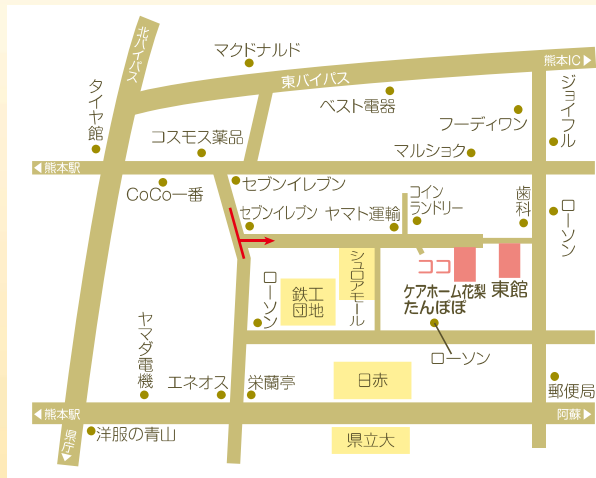 北バイパス
マクドナルド
熊本IC▶
東バイパス
タイヤ館
ベスト電器
ジョイフル
フーディワン
コスモス薬品
マルショク
◀熊本駅
セブンイレブン
CoCo一番
コイン
ランドリー
歯科
ローソン
セブンイレブン
ヤマト運輸
シュロアモール
ココ
ローソン
鉄工
団地
ケアホーム花梨
たんぽぽ
東館
ヤマダ電機
ローソン
エネオス
栄蘭亭
日赤
郵便局
◀熊本駅
阿蘇▶
県庁▼
洋服の青山
県立大